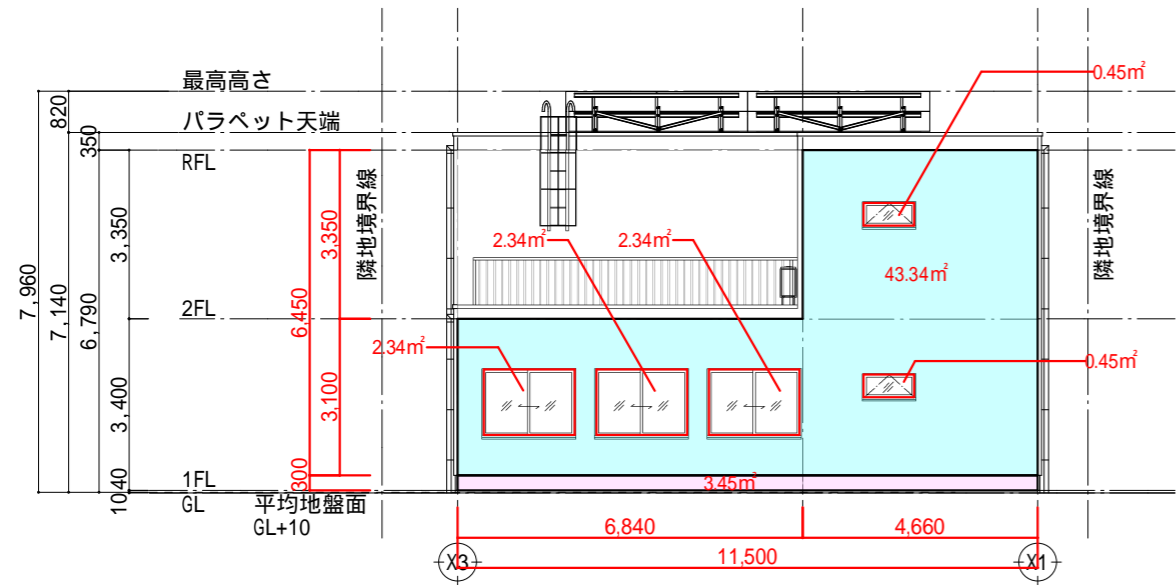 最高高さ
パラペット天端
RFL
2FL
1FL
GL
平均地盤面
GL+10
820
350
3,350
3,400
40
10
7,960
7,140
6,790
3,350
6,450
3,100
300
隣地境界線
隣地境界線
0.45㎡
2.34㎡
2.34㎡
43.34㎡
2.34㎡
0.45㎡
3.45㎡
6,840
4,660
11,500
X3
X1